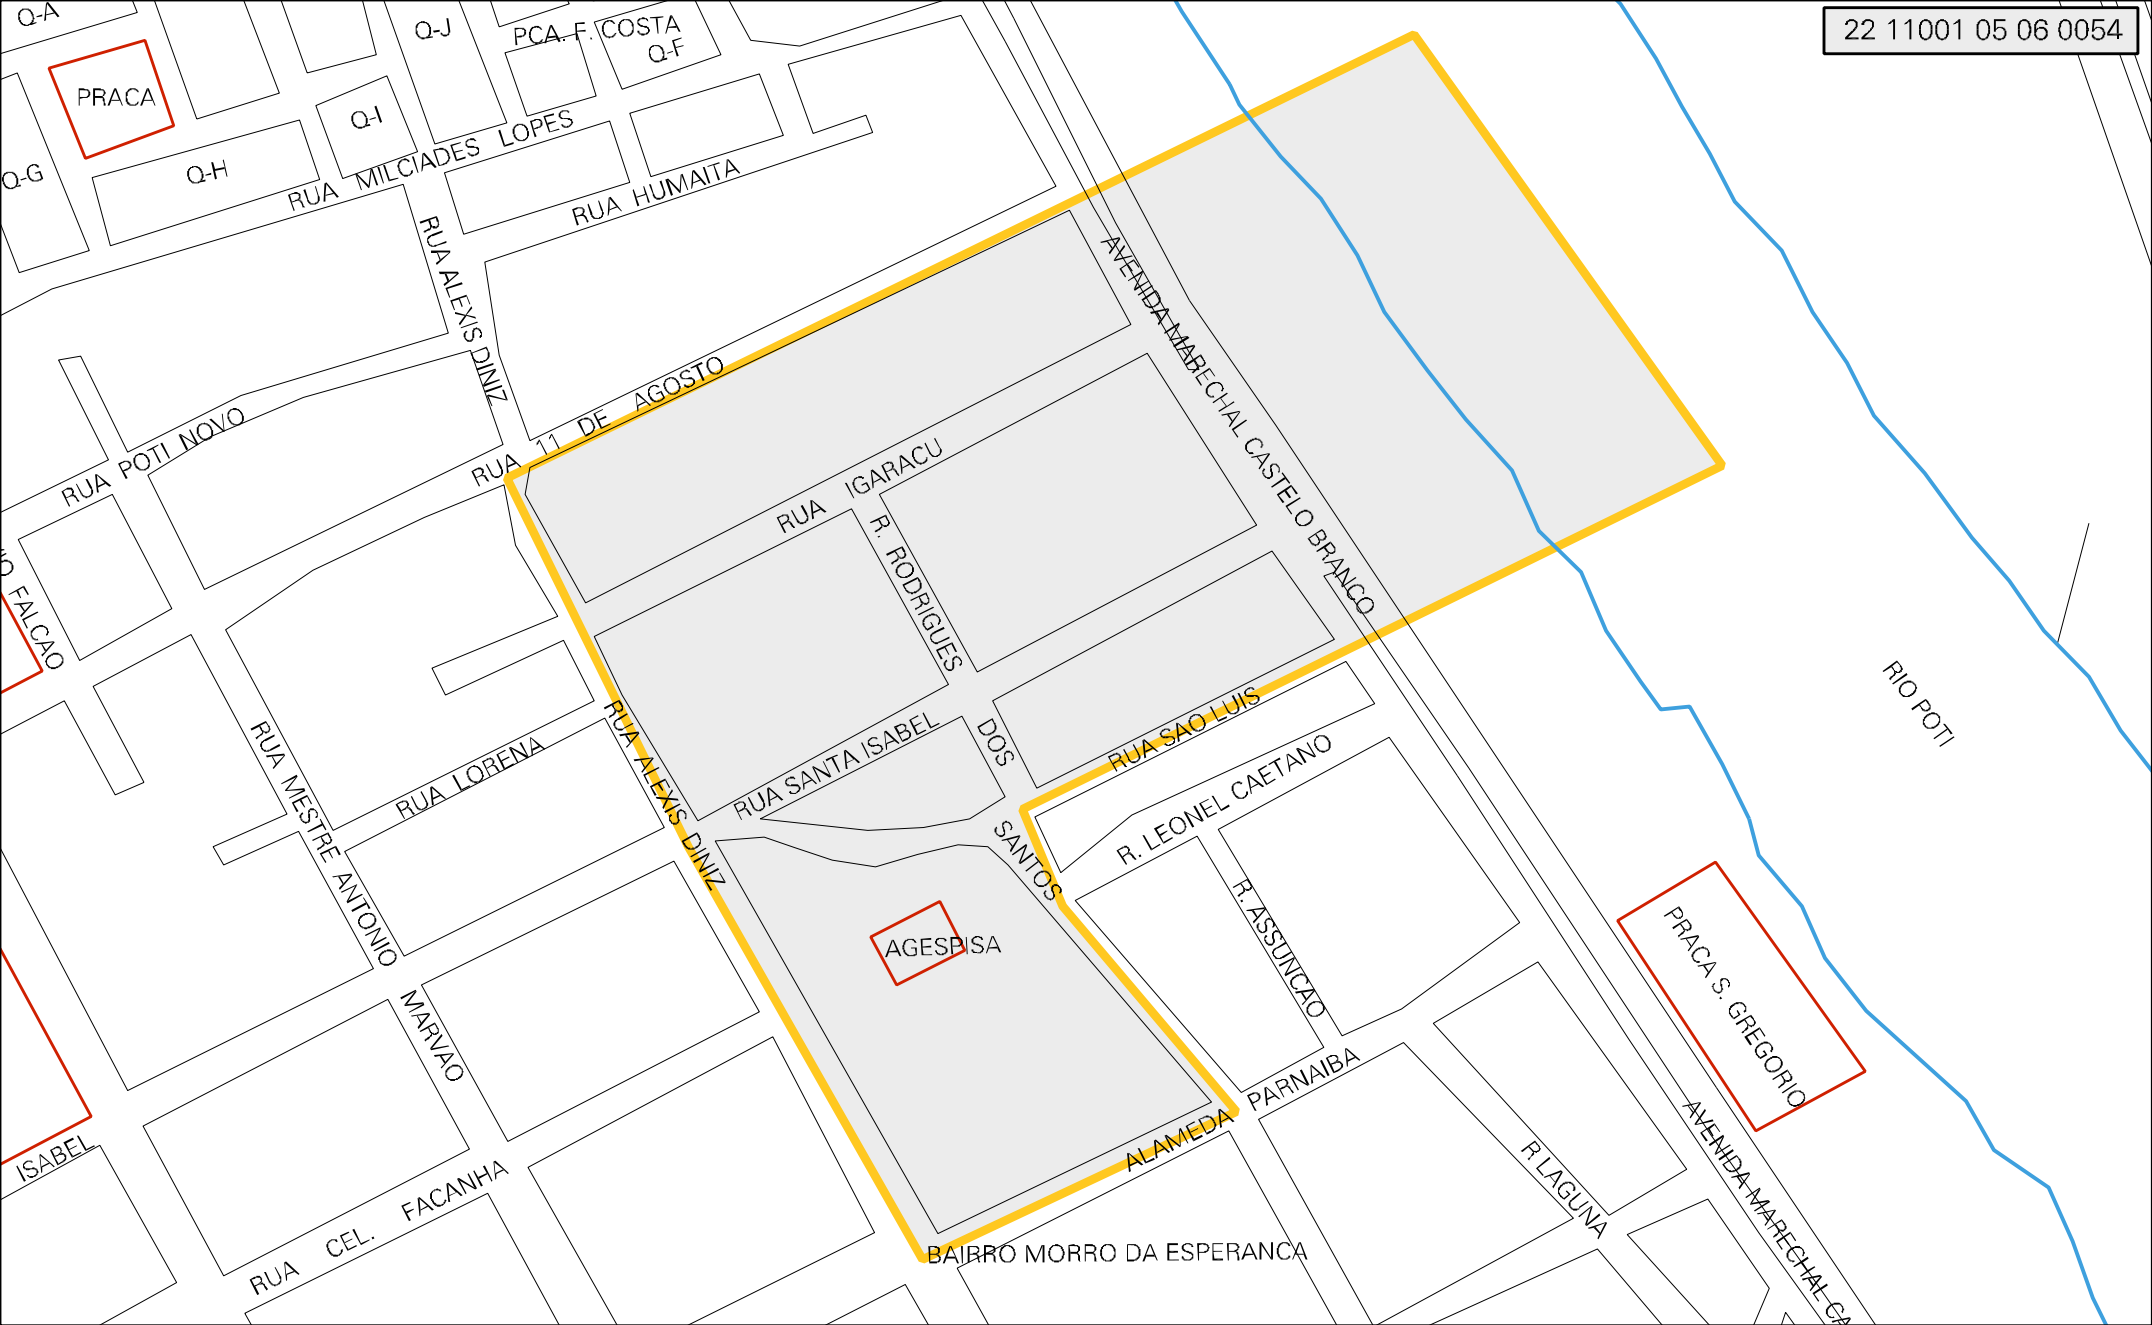 Q-A
Q-J
PCA. F. COSTA
Q-F
22 11001 05 06 0054
PRACA
Q-I
Q-G
Q-H
RUA MILCIADES LOPES
RUA HUMAITA
RUA ALEXIS DINIZ
AVENIDA MARECHAL CASTELO BRANCO
RUA 11 DE AGOSTO
RUA POTI NOVO
RUA IGARACU
R. RODRIGUES DOS SANTOS
FALCAO
RIO POTI
RUA SAO LUIS
RUA SANTA ISABEL
RUA ALEXIS DINIZ
RUA LORENA
RUA MESTRE ANTONIO MARVAO
R. LEONEL CAETANO
R. ASSUNCAO
AGESPISA
PRACA S. GREGORIO
ALAMEDA PARNAIBA
AVENIDA MARECHAL CA
R LAGUNA
ISABEL
RUA CEL. FACANHA
BAIRRO MORRO DA ESPERANCA